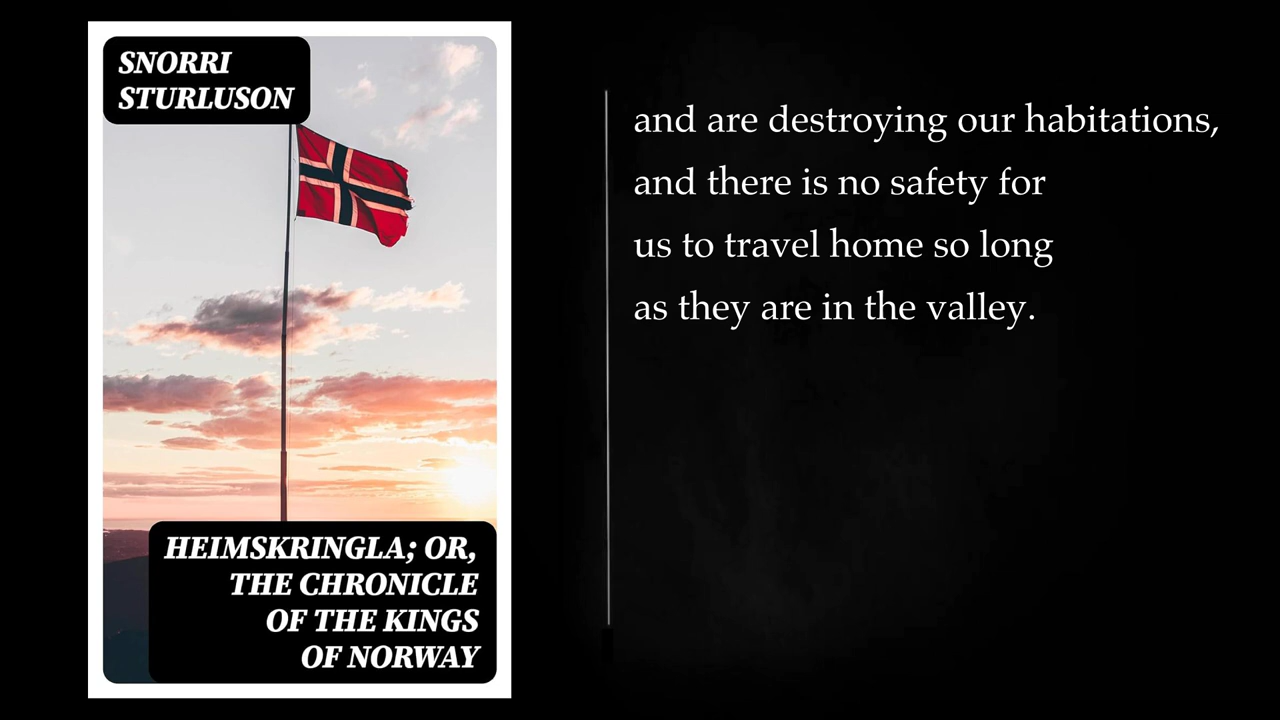 SNORRI
STURLUSON
HEIMSKRINGLA; OR,
THE CHRONICLE
OF THE KINGS
OF NORWAY
and are destroying our habitations,
and there is no safety for
us to travel home so long
as they are in the valley.